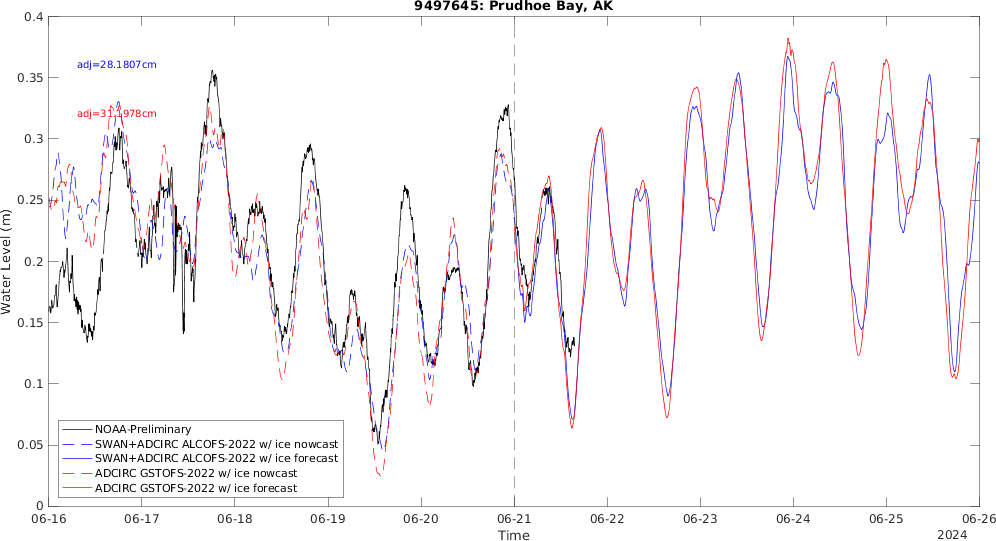 9497645: Prudhoe Bay, AK
0.4
0.35
0.3
0.25
0.2
0.15
0.1
0.05
0
Water Level (m)
adj=28.1807cm
adj=31.1978cm
NOAA-Preliminary
SWAN+ADCIRC ALCOFS-2022 w/ ice nowcast
SWAN+ADCIRC ALCOFS-2022 w/ ice forecast
ADCIRC GSTOFS-2022 w/ ice nowcast
ADCIRC GSTOFS-2022 w/ ice forecast
06-16 06-17 06-18 06-19 06-20 06-21 06-22 06-23 06-24 06-25 06-26
Time
2024